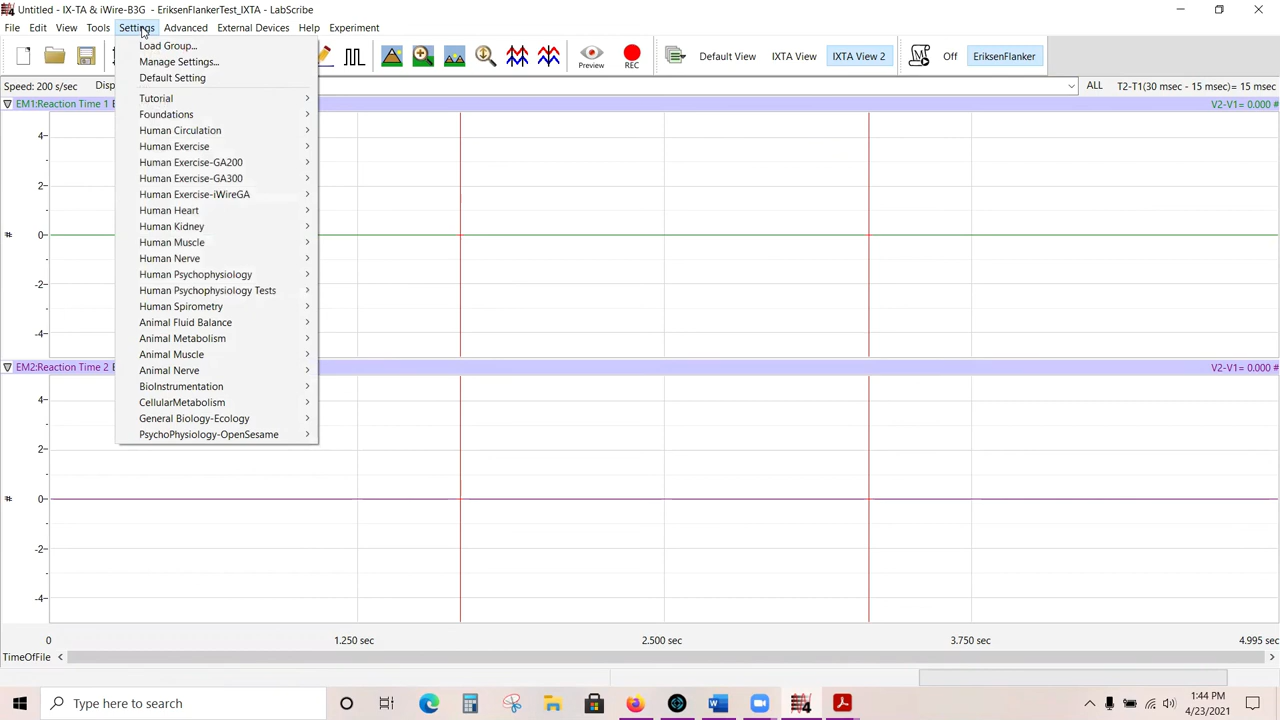 Untitled - IX-TA & iWire-B3G - EriksenFlankerTest_IXTA - LabScribe
File Edit View Tools Settings Advanced External Devices Help Experiment
Load Group...
Manage Settings...
Default Setting
Tutorial
Foundations
Human Circulation
Human Exercise
Human Exercise-GA200
Human Exercise-GA300
Human Exercise-iWireGA
Human Heart
Human Kidney
Human Muscle
Human Nerve
Human Psychophysiology
Human Psychophysiology Tests
Human Spirometry
Animal Fluid Balance
Animal Metabolism
Animal Muscle
Animal Nerve
BioInstrumentation
CellularMetabolism
General Biology-Ecology
PsychoPhysiology-OpenSesame
Preview REC Default View IXTA View IXTA View 2 Off EriksenFlanker
Speed: 200 s/sec Disp ALL T2-T1(30 msec - 15 msec)= 15 msec
EM1:Reaction Time 1 V2-V1= 0.000 #
4
2
0
-2
-4
#
EM2:Reaction Time 2 V2-V1= 0.000 #
4
2
0
-2
-4
#
0 1.250 sec 2.500 sec 3.750 sec 4.995 sec
TimeOfFile
Type here to search
1:44 PM
4/23/2021